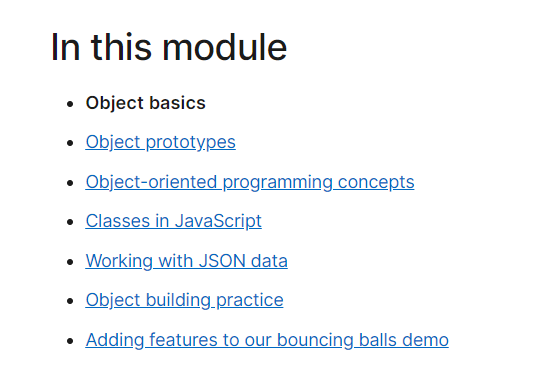 In this module
Object basics
Object prototypes
Object-oriented programming concepts
Classes in JavaScript
Working with JSON data
Object building practice
Adding features to our bouncing balls demo